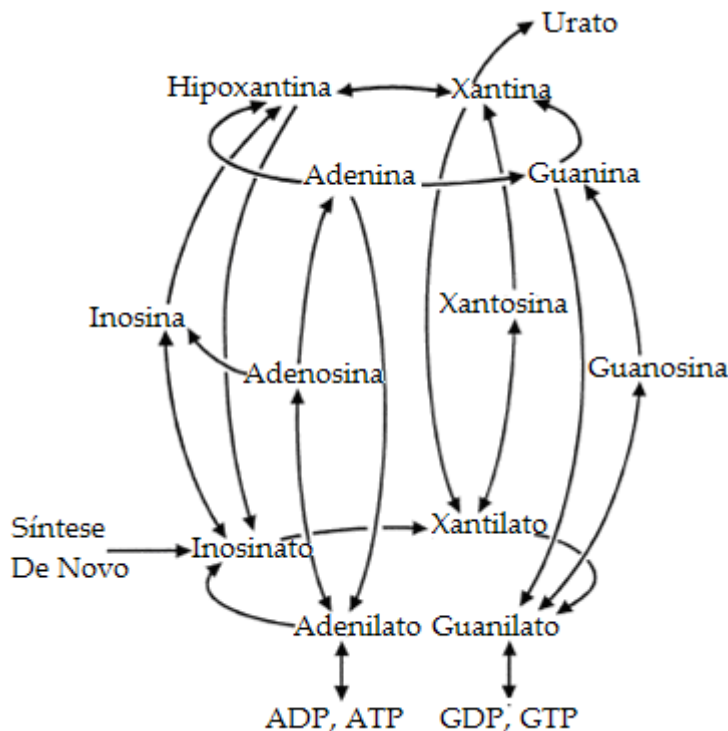 Urato
Hipoxantina
Xantina
Adenina
Guanina
Inosina
Xantosina
Adenosina
Guanosina
Síntese
De Novo
Inosinato
Xantilato
Adenilato
Guanilato
ADP, ATP
GDP, GTP